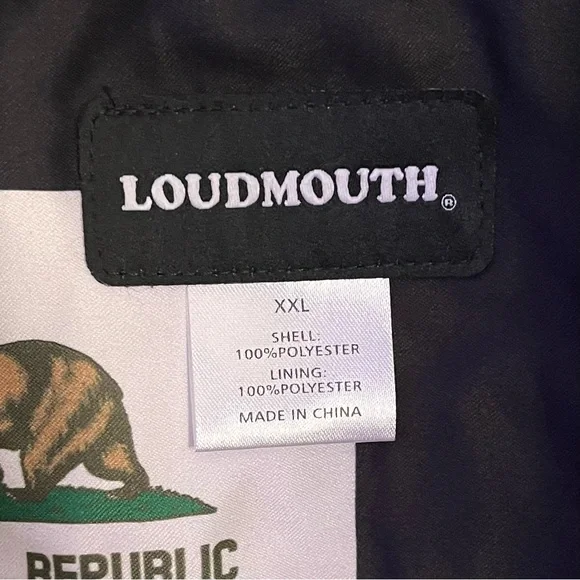 LOUDMOUTH®
XXL
SHELL:
100%POLYESTER
LINING:
100%POLYESTER
MADE IN CHINA
REPUBLIC